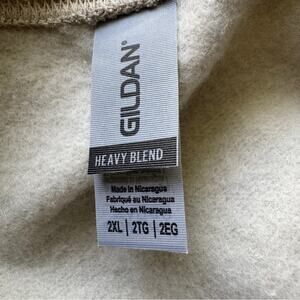 GILDAN®
HEAVY BLEND
Made in Nicaragua
Fabriqué au Nicaragua
Hecho en Nicaragua
2XL | 2TG | 2EG